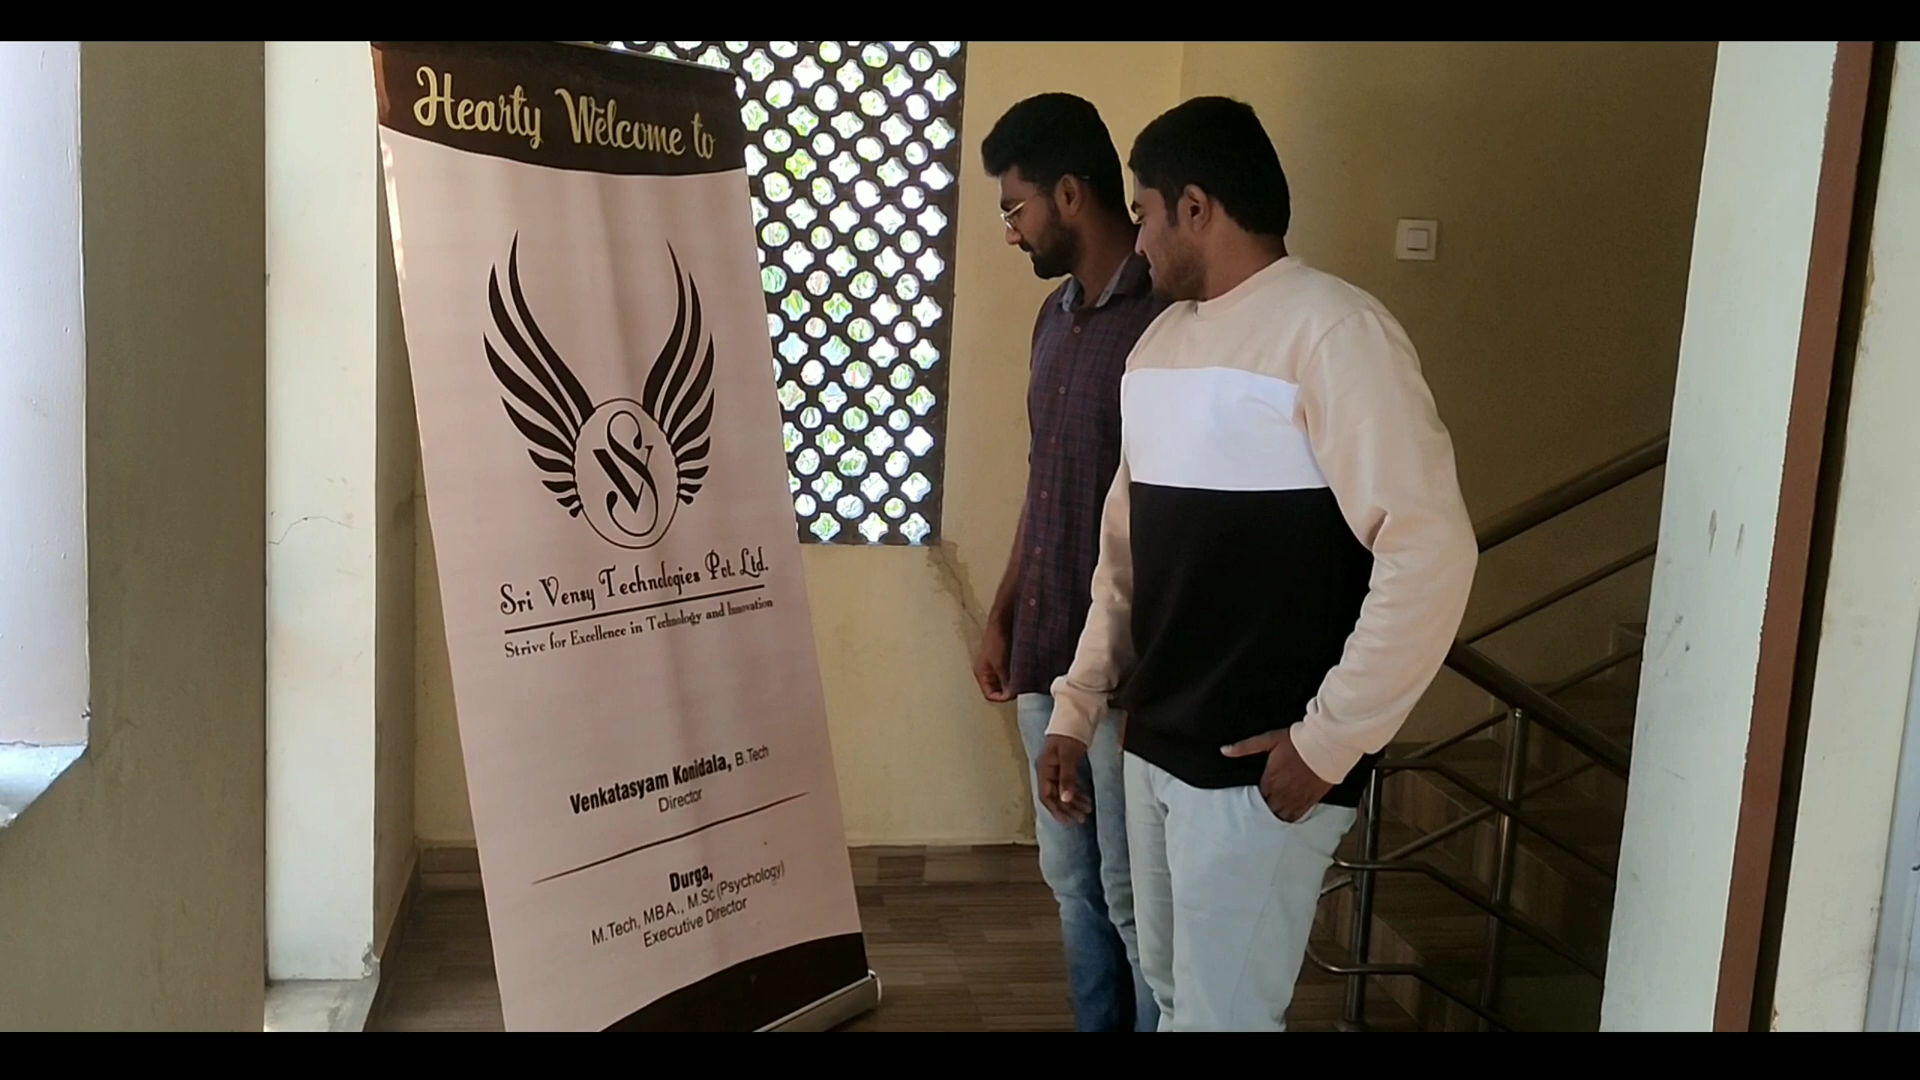 Hearty Welcome to
SV
Sri Vensy Technologies Pvt. Ltd.
Strive for Excellence in Technology and Innovation
Venkatasyam Konidala, B.Tech
Director
Durga,
M.Tech, MBA., M.Sc (Psychology)
Executive Director